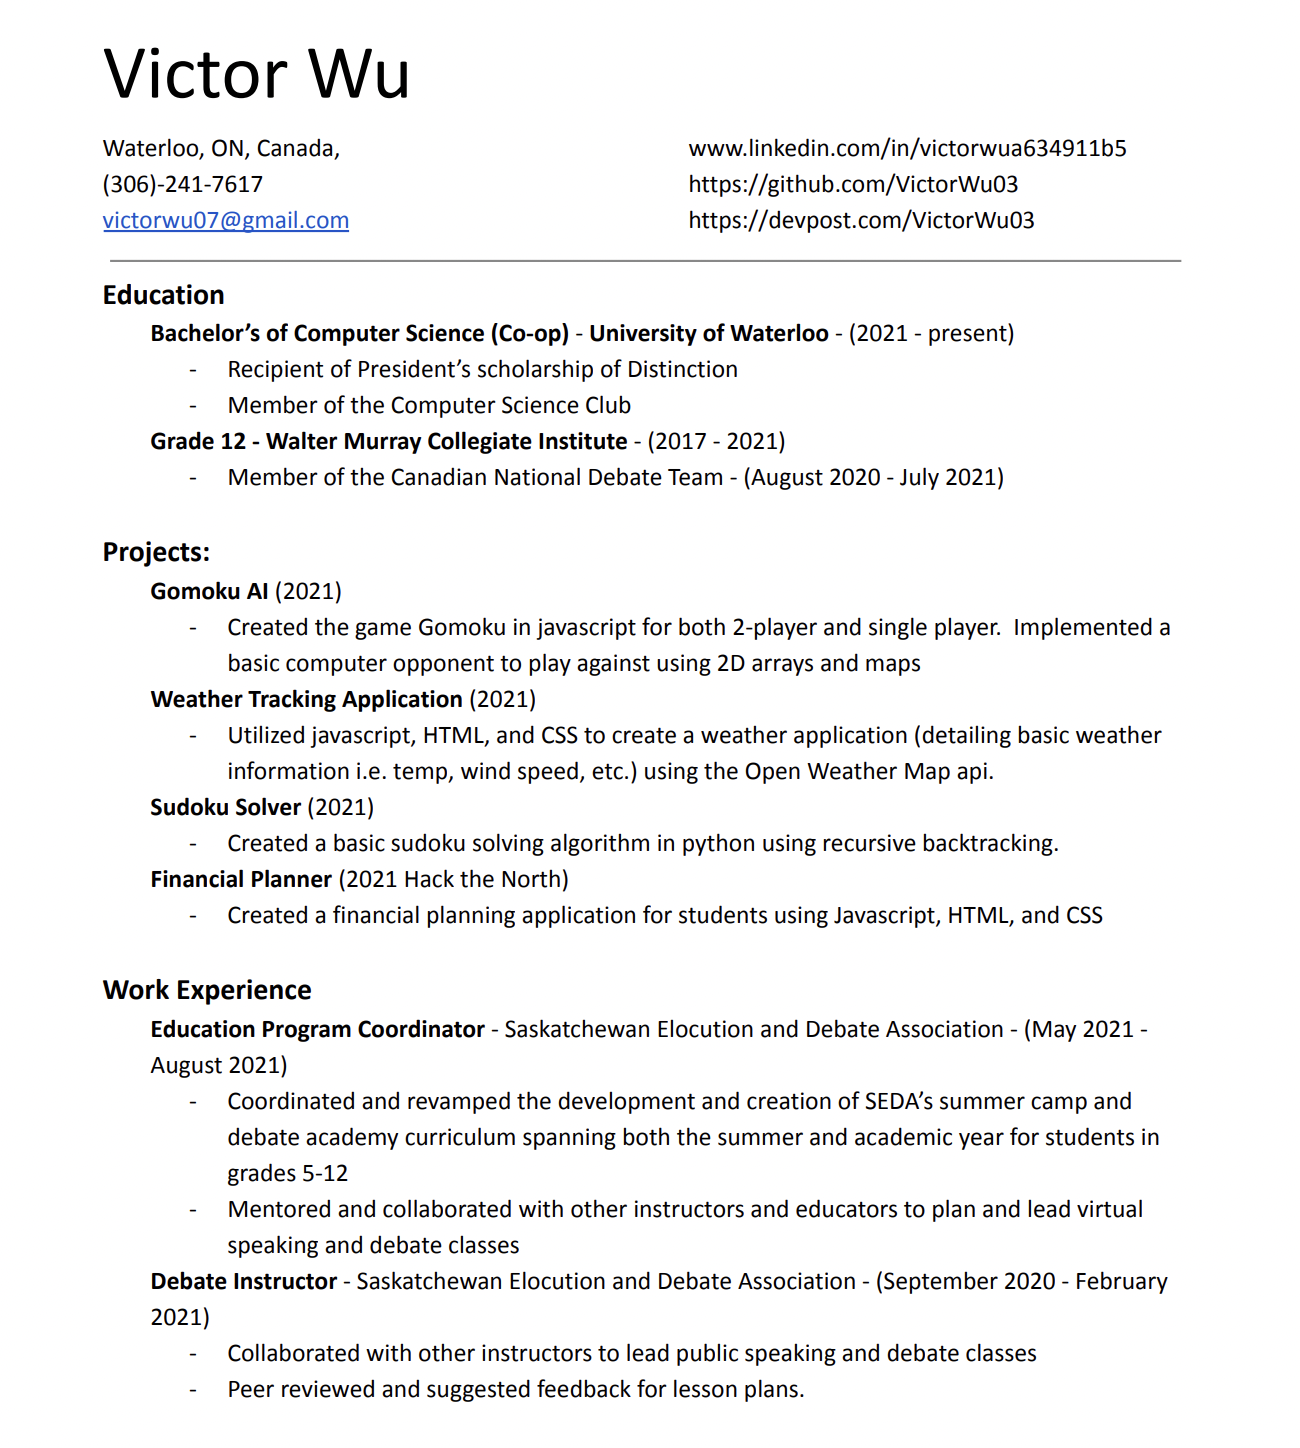 Victor Wu
Waterloo, ON, Canada,
(306)-241-7617
victorwu07@gmail.com
www.linkedin.com/in/victorwua634911b5
https://github.com/VictorWu03
https://devpost.com/VictorWu03
Education
Bachelor’s of Computer Science (Co-op) - University of Waterloo - (2021 - present)
- Recipient of President’s scholarship of Distinction
- Member of the Computer Science Club
Grade 12 - Walter Murray Collegiate Institute - (2017 - 2021)
- Member of the Canadian National Debate Team - (August 2020 - July 2021)
Projects:
Gomoku AI (2021)
- Created the game Gomoku in javascript for both 2-player and single player.  Implemented a
basic computer opponent to play against using 2D arrays and maps
Weather Tracking Application (2021)
- Utilized javascript, HTML, and CSS to create a weather application (detailing basic weather
information i.e. temp, wind speed, etc.) using the Open Weather Map api.
Sudoku Solver (2021)
- Created a basic sudoku solving algorithm in python using recursive backtracking.
Financial Planner (2021 Hack the North)
- Created a financial planning application for students using Javascript, HTML, and CSS
Work Experience
Education Program Coordinator - Saskatchewan Elocution and Debate Association - (May 2021 -
August 2021)
- Coordinated and revamped the development and creation of SEDA’s summer camp and
debate academy curriculum spanning both the summer and academic year for students in
grades 5-12
- Mentored and collaborated with other instructors and educators to plan and lead virtual
speaking and debate classes
Debate Instructor - Saskatchewan Elocution and Debate Association - (September 2020 - February
2021)
- Collaborated with other instructors to lead public speaking and debate classes
- Peer reviewed and suggested feedback for lesson plans.